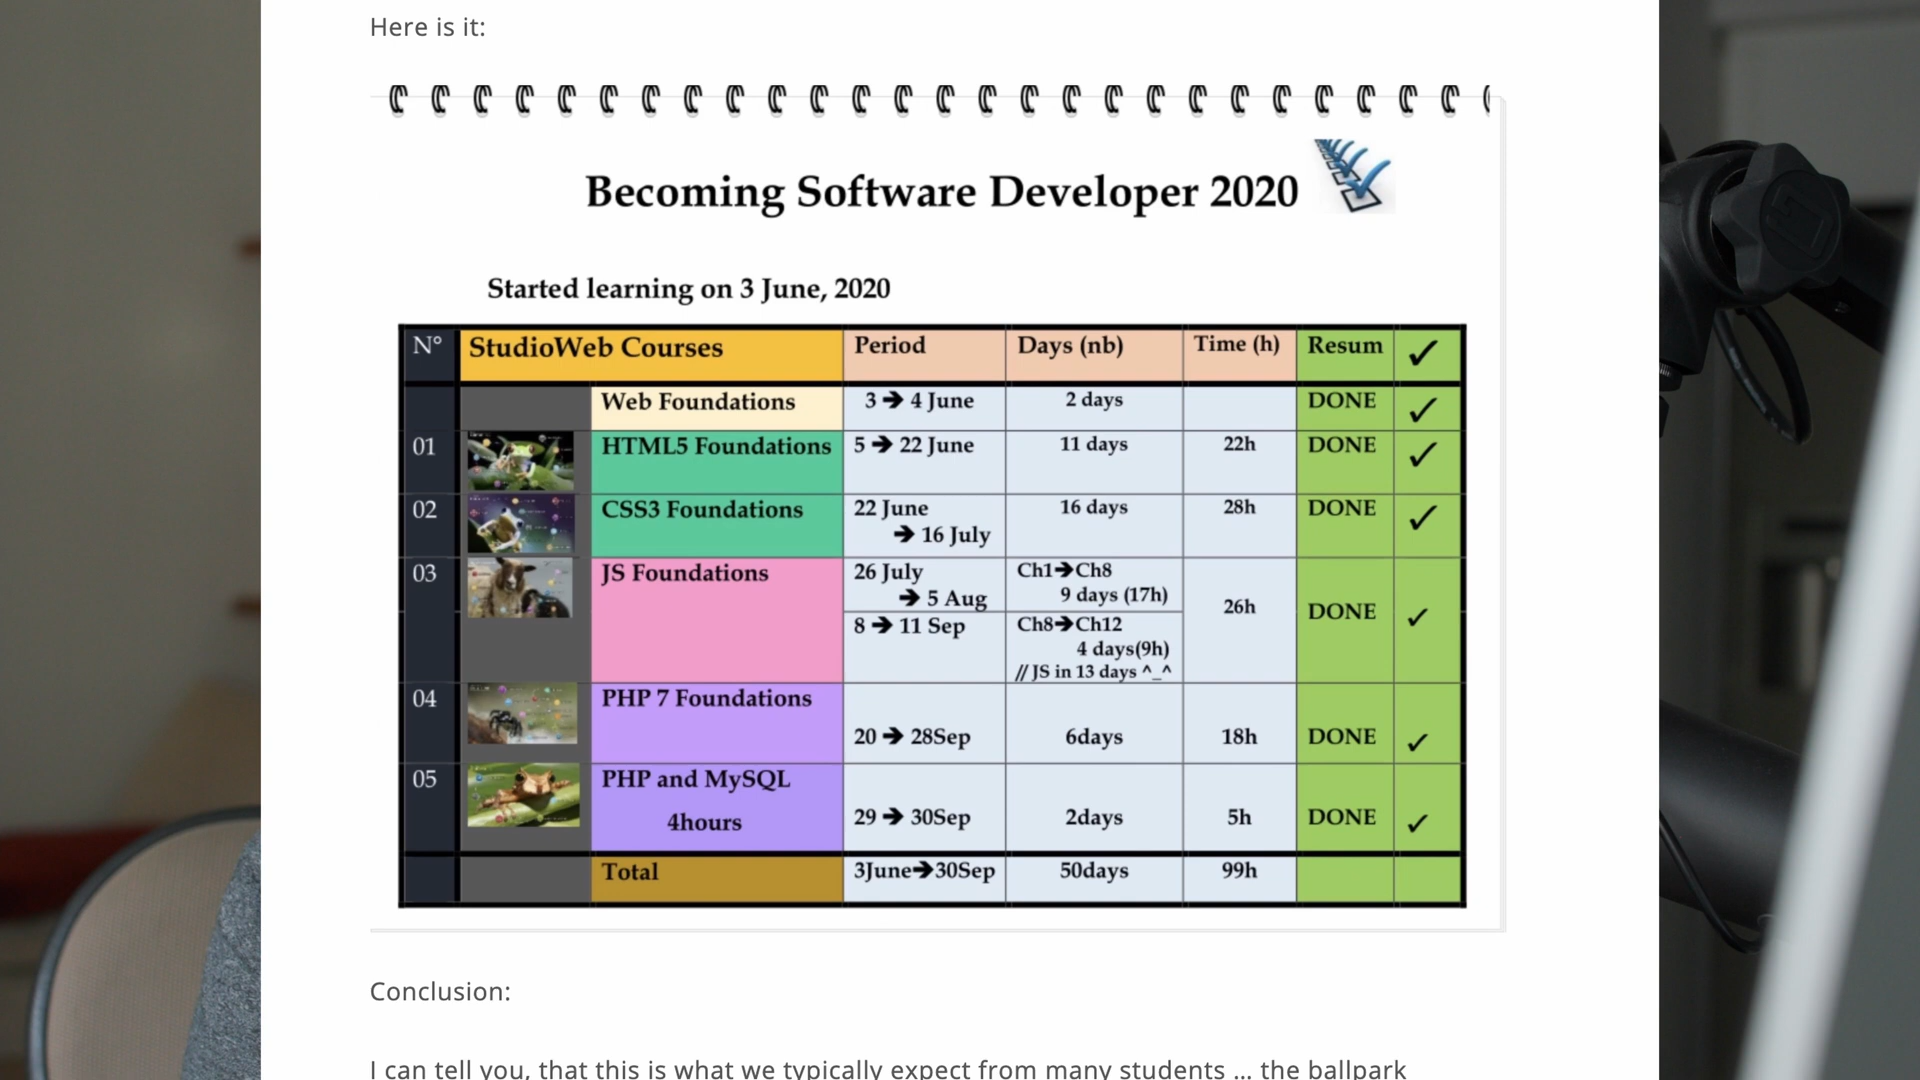 Here is it:
Becoming Software Developer 2020
Started learning on 3 June, 2020
N° StudioWeb Courses Period Days (nb) Time (h) Resum ✓
Web Foundations 3 ➔ 4 June 2 days DONE ✓
01 HTML5 Foundations 5 ➔ 22 June 11 days 22h DONE ✓
02 CSS3 Foundations 22 June 16 days 28h DONE ✓
➔ 16 July
03 JS Foundations 26 July Ch1➔Ch8
➔ 5 Aug 9 days (17h)
26h DONE ✓
8 ➔ 11 Sep Ch8➔Ch12
4 days(9h)
// JS in 13 days ^_^
04 PHP 7 Foundations
20 ➔ 28Sep 6days 18h DONE ✓
05 PHP and MySQL
4hours 29 ➔ 30Sep 2days 5h DONE ✓
Total 3June➔30Sep 50days 99h
Conclusion:
I can tell you, that this is what we typically expect from many students ... the ballpark